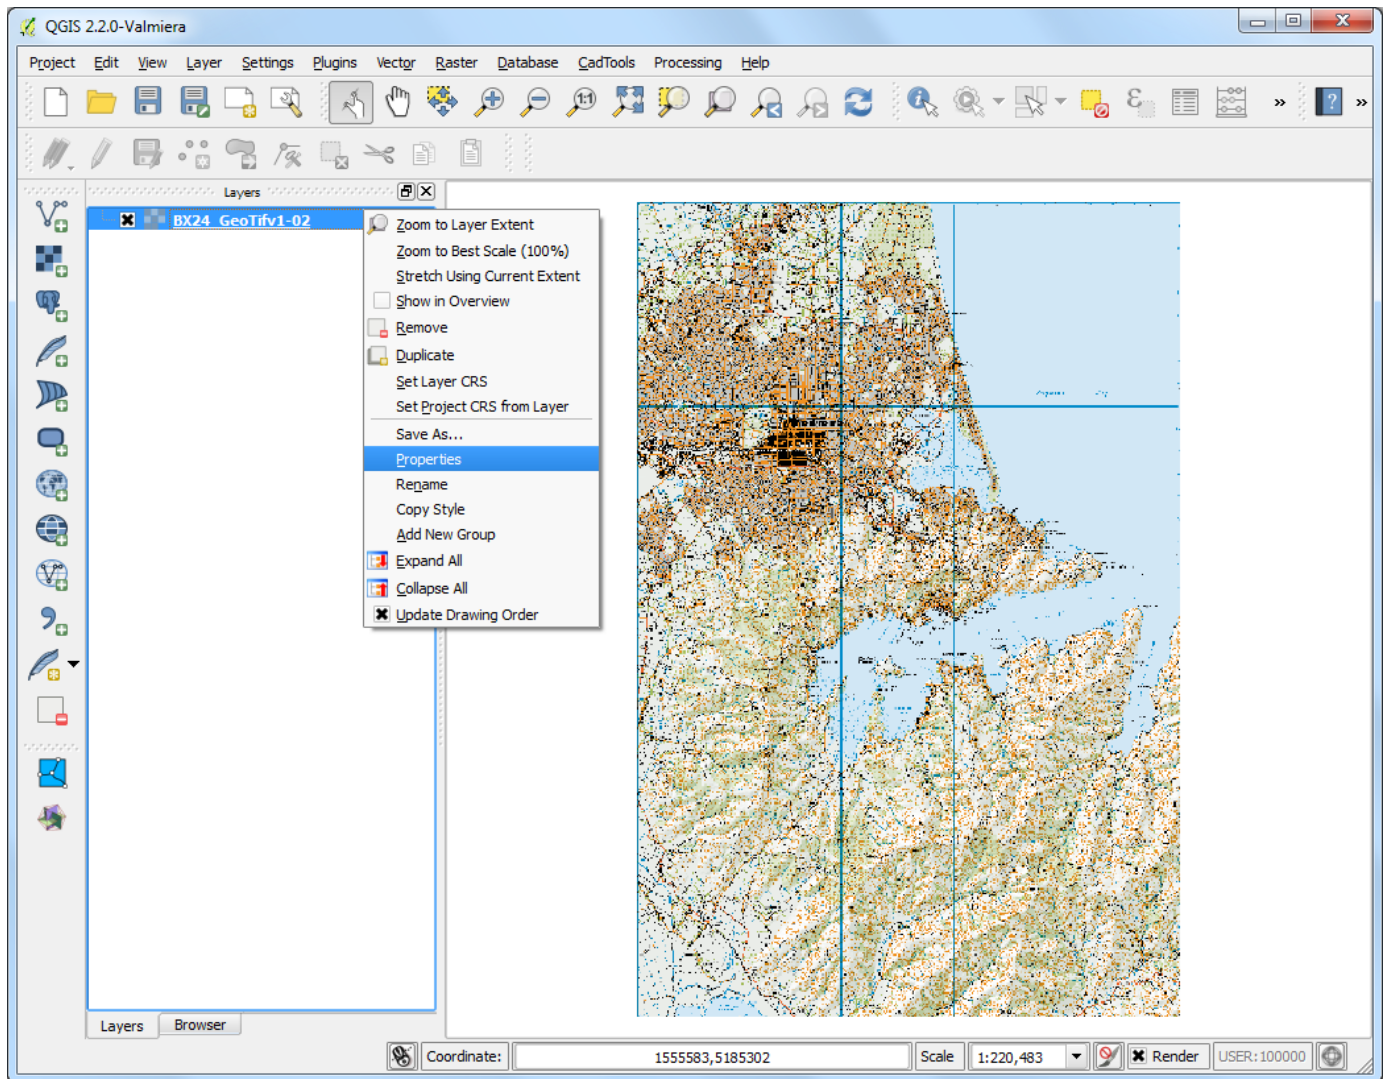 QGIS 2.2.0-Valmiera
Project Edit View Layer Settings Plugins Vector Raster Database CadTools Processing Help
1:1
»
?
»
Layers
BX24_GeoTifv1-02
Zoom to Layer Extent
Zoom to Best Scale (100%)
Stretch Using Current Extent
Show in Overview
Remove
Duplicate
Set Layer CRS
Set Project CRS from Layer
Save As...
Properties
Rename
Copy Style
Add New Group
Expand All
Collapse All
Update Drawing Order
Layers Browser
Coordinate: 1555583,5185302 Scale 1:220,483 Render USER:100000